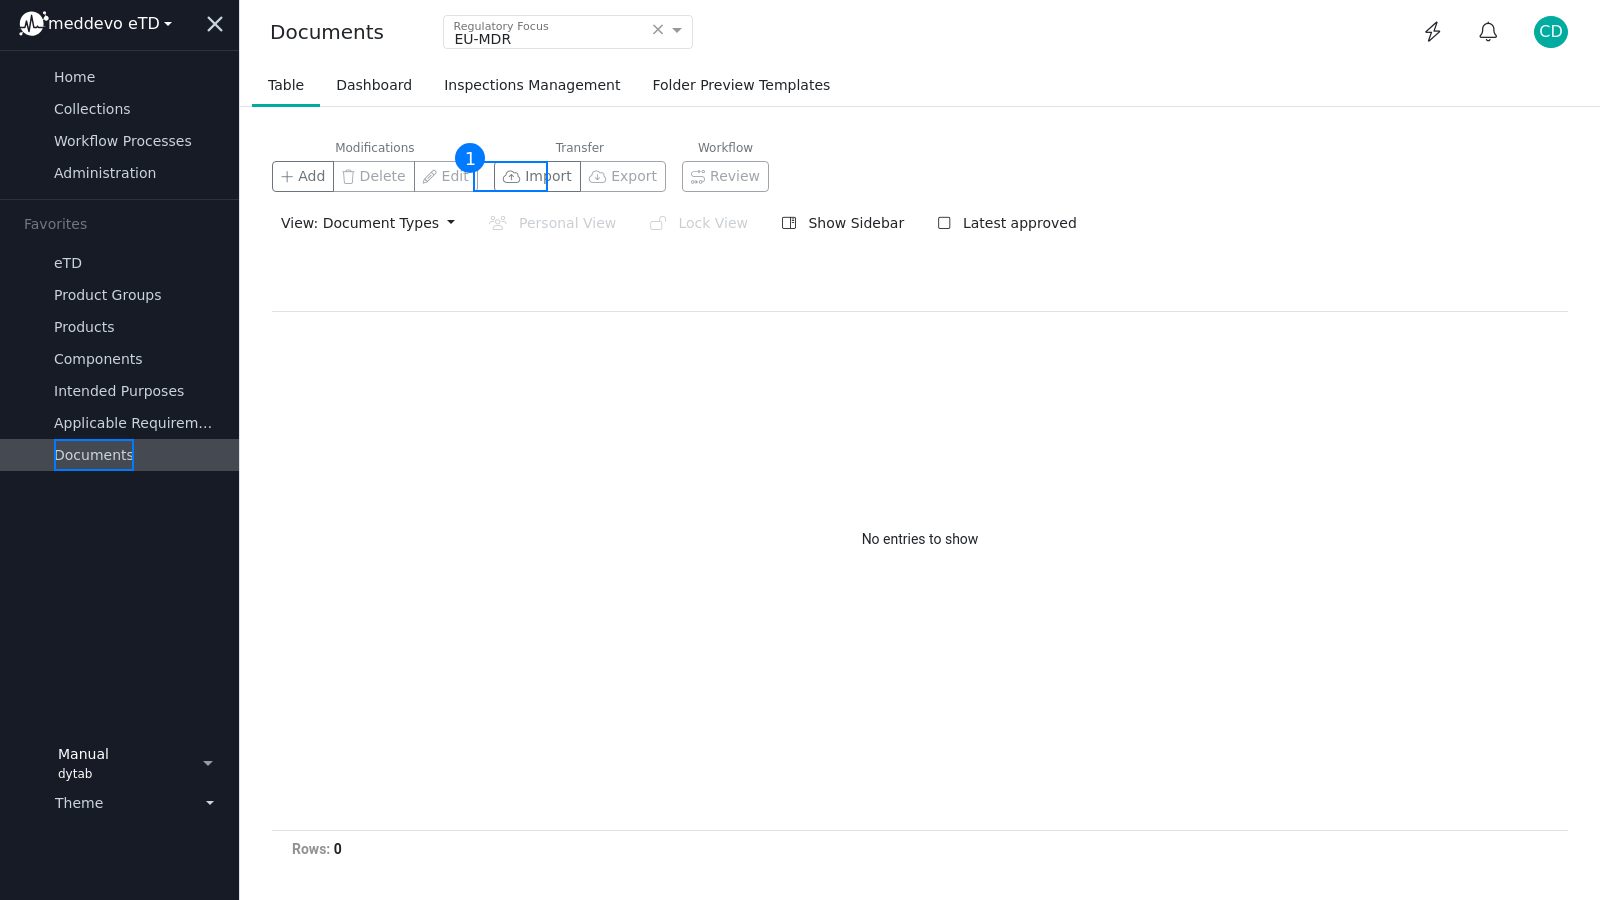 meddevo eTD
Home
Collections
Workflow Processes
Administration
Favorites
eTD
Product Groups
Products
Components
Intended Purposes
Applicable Requirem...
Documents
Manual
dytab
Theme
Documents
Regulatory Focus
EU-MDR
CD
Table Dashboard Inspections Management Folder Preview Templates
Modifications Transfer Workflow
1
Add Delete Edit Import Export Review
View: Document Types Personal View Lock View Show Sidebar Latest approved
No entries to show
Rows: 0